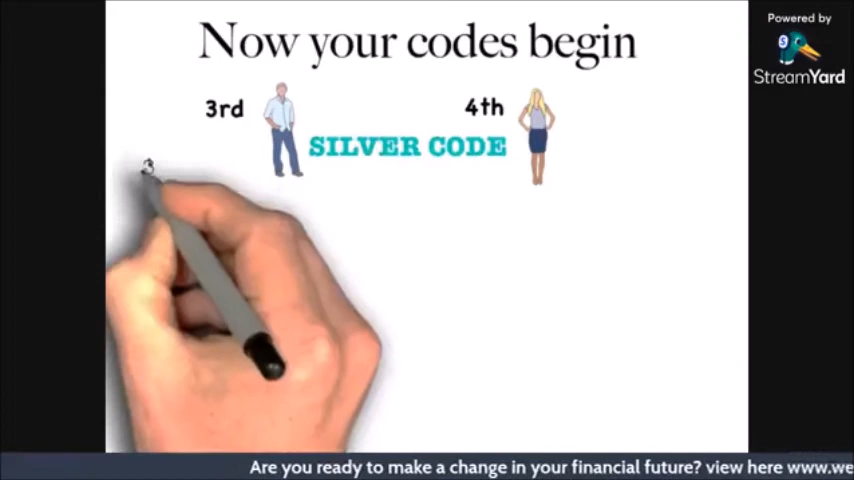 Now your codes begin
Powered by
StreamYard
3rd
4th
SILVER CODE
3
Are you ready to make a change in your financial future? view here www.we